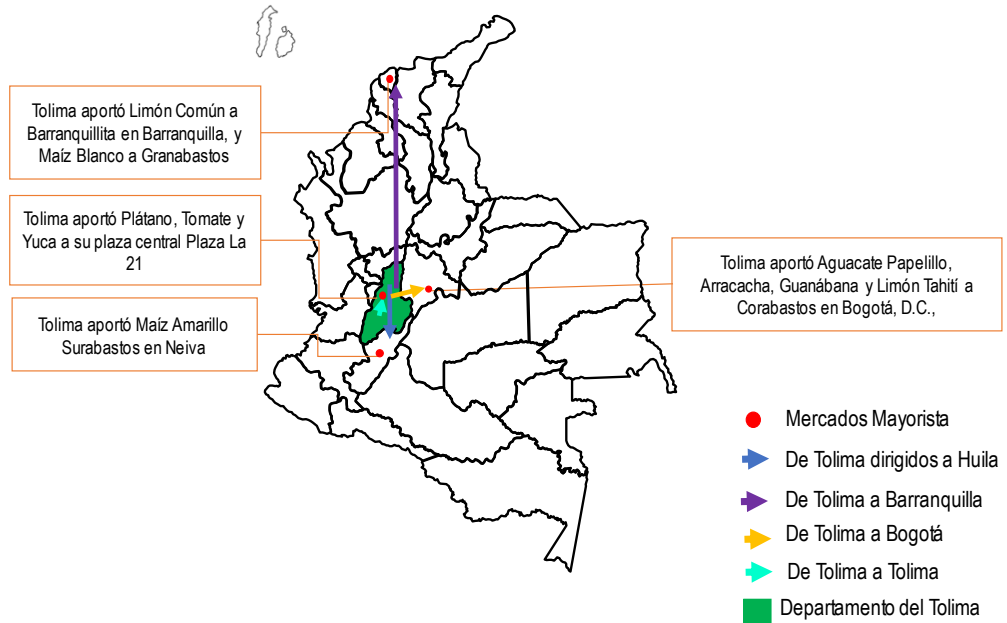 Tolima aportó Limón Común a
Barranquillita en Barranquilla, y
Maíz Blanco a Granabastos
Tolima aportó Plátano, Tomate y
Yuca a su plaza central Plaza La
21
Tolima aportó Maíz Amarillo
Surabastos en Neiva
Tolima aportó Aguacate Papelillo,
Arracacha, Guanábana y Limón Tahití a
Corabastos en Bogotá, D.C.,
Mercados Mayorista
De Tolima dirigidos a Huila
De Tolima a Barranquilla
De Tolima a Bogotá
De Tolima a Tolima
Departamento del Tolima